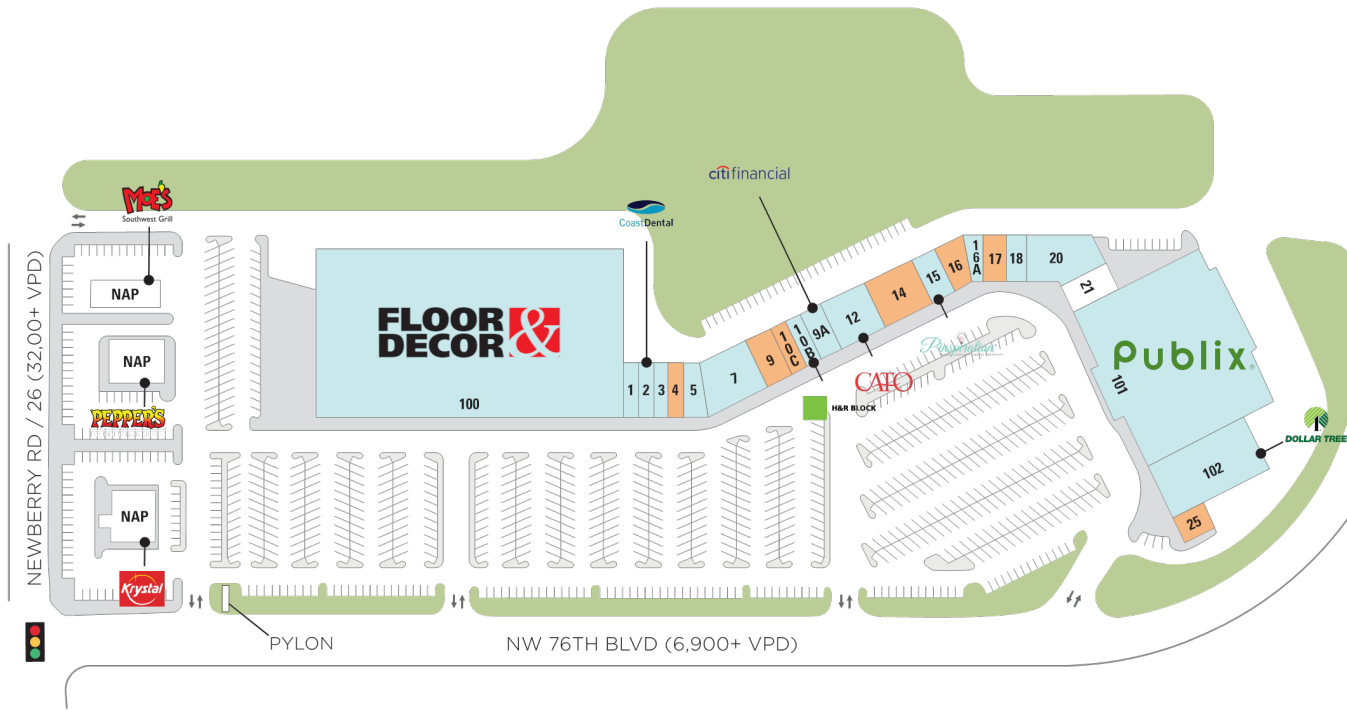 citifinancial
MOE'S
Southwest Grill
CoastDental
NEWBERRY RD / 26 (32,00+ VPD)
NAP
FLOOR
& DECOR
100
1
2
3
4
5
7
9
10C
10B
9A
12
14
15
16
16A
17
18
20
21
Publix
101
Pinspiration
CATO
H&R BLOCK
NAP
PEPPER'S
DOLLAR TREE
102
25
NAP
Krystal
PYLON
NW 76TH BLVD (6,900+ VPD)